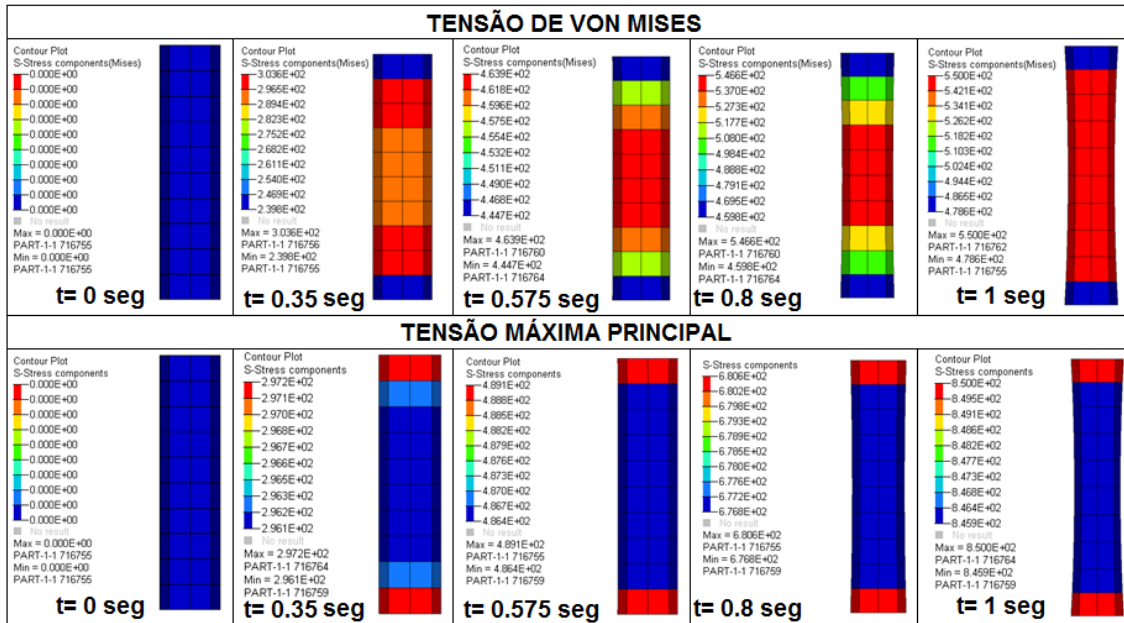 TENSÃO DE VON MISES
Contour Plot
S-Stress components(Mises)
0.000E+00
0.000E+00
0.000E+00
0.000E+00
0.000E+00
0.000E+00
0.000E+00
0.000E+00
0.000E+00
0.000E+00
No result
Max = 0.000E+00
PART-1-1 716755
Min = 0.000E+00
PART-1-1 716755
t= 0 seg
Contour Plot
S-Stress components(Mises)
3.036E+02
2.965E+02
2.894E+02
2.823E+02
2.752E+02
2.682E+02
2.611E+02
2.540E+02
2.469E+02
2.398E+02
No result
Max = 3.036E+02
PART-1-1 716756
Min = 2.398E+02
PART-1-1 716755
t= 0.35 seg
Contour Plot
S-Stress components(Mises)
4.639E+02
4.618E+02
4.596E+02
4.575E+02
4.554E+02
4.532E+02
4.511E+02
4.490E+02
4.468E+02
4.447E+02
No result
Max = 4.639E+02
PART-1-1 716760
Min = 4.447E+02
PART-1-1 716764
t= 0.575 seg
Contour Plot
S-Stress components(Mises)
5.466E+02
5.370E+02
5.273E+02
5.177E+02
5.080E+02
4.984E+02
4.888E+02
4.791E+02
4.695E+02
4.598E+02
No result
Max = 5.466E+02
PART-1-1 716760
Min = 4.598E+02
PART-1-1 716764
t= 0.8 seg
Contour Plot
S-Stress components(Mises)
5.500E+02
5.421E+02
5.341E+02
5.262E+02
5.182E+02
5.103E+02
5.024E+02
4.944E+02
4.865E+02
4.786E+02
No result
Max = 5.500E+02
PART-1-1 716762
Min = 4.786E+02
PART-1-1 716755
t= 1 seg
TENSÃO MÁXIMA PRINCIPAL
Contour Plot
S-Stress components
0.000E+00
0.000E+00
0.000E+00
0.000E+00
0.000E+00
0.000E+00
0.000E+00
0.000E+00
0.000E+00
0.000E+00
No result
Max = 0.000E+00
PART-1-1 716755
Min = 0.000E+00
PART-1-1 716755
t= 0 seg
Contour Plot
S-Stress components
2.972E+02
2.971E+02
2.970E+02
2.968E+02
2.967E+02
2.966E+02
2.965E+02
2.963E+02
2.962E+02
2.961E+02
No result
Max = 2.972E+02
PART-1-1 716764
Min = 2.961E+02
PART-1-1 716759
t= 0.35 seg
Contour Plot
S-Stress components
4.891E+02
4.888E+02
4.885E+02
4.882E+02
4.879E+02
4.876E+02
4.873E+02
4.870E+02
4.867E+02
4.864E+02
No result
Max = 4.891E+02
PART-1-1 716755
Min = 4.864E+02
PART-1-1 716759
t= 0.575 seg
S-Stress components
6.806E+02
6.802E+02
6.798E+02
6.793E+02
6.789E+02
6.785E+02
6.780E+02
6.776E+02
6.772E+02
6.768E+02
No result
Max = 6.806E+02
PART-1-1 716755
Min = 6.768E+02
PART-1-1 716759
t= 0.8 seg
Contour Plot
S-Stress components
8.500E+02
8.495E+02
8.491E+02
8.486E+02
8.482E+02
8.477E+02
8.473E+02
8.468E+02
8.464E+02
8.459E+02
No result
Max = 8.500E+02
PART-1-1 716764
Min = 8.459E+02
PART-1-1 716759
t= 1 seg